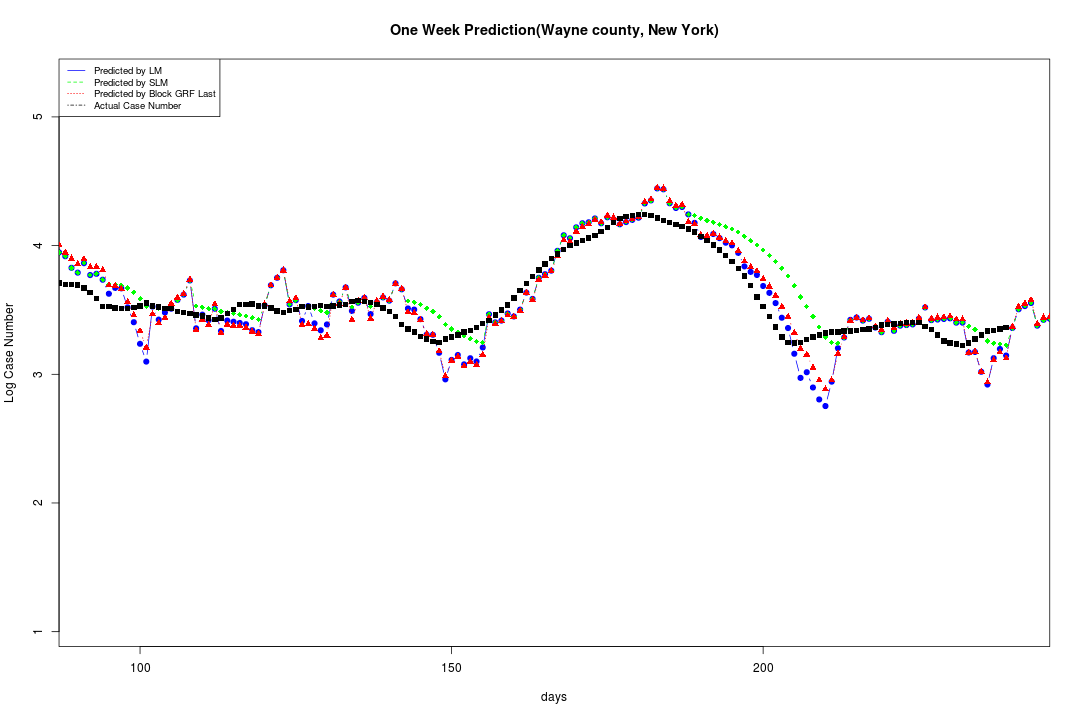 One Week Prediction(Wayne county, New York)
Predicted by LM
Predicted by SLM
Predicted by Block GRF Last
Actual Case Number
5
4
3
2
1
Log Case Number
100 150 200
days